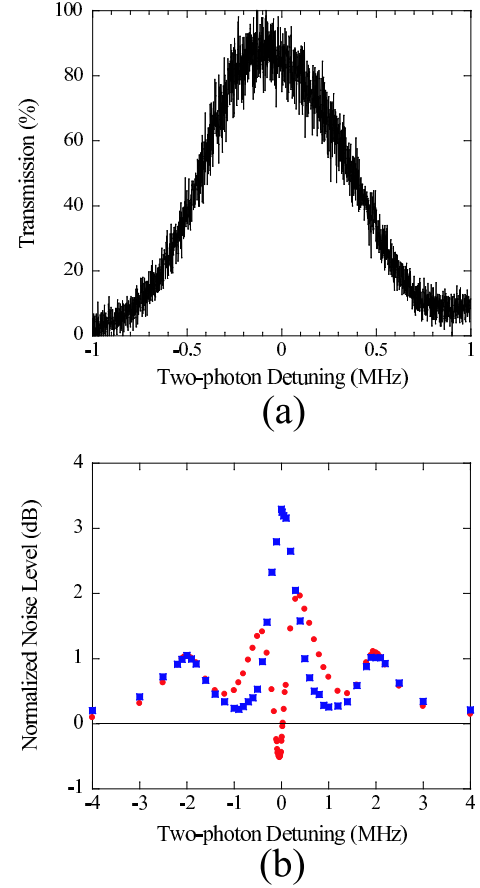 100
80
60
40
20
0
Transmission (%)
-1 -0.5 0 0.5 1
Two-photon Detuning (MHz)
(a)
4
3
2
1
0
-1
Normalized Noise Level (dB)
-4 -3 -2 -1 0 1 2 3 4
Two-photon Detuning (MHz)
(b)